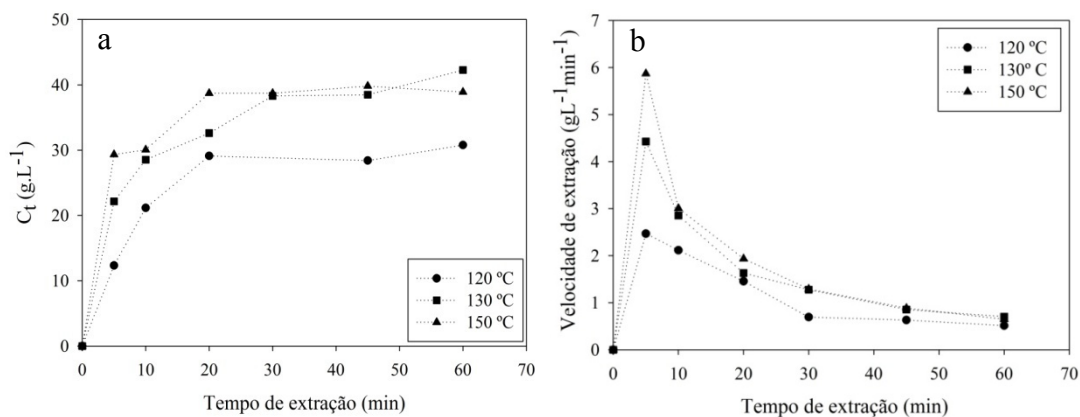 a
50
40
30
20
10
0
Cₜ (g.L⁻¹)
120 ºC
130 ºC
150 ºC
0 10 20 30 40 50 60 70
Tempo de extração (min)
b
7
6
5
4
3
2
1
0
Velocidade de extração (gL⁻¹min⁻¹)
120 ºC
130º C
150 ºC
0 10 20 30 40 50 60 70
Tempo de extração (min)